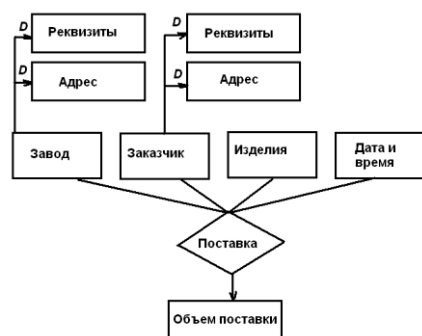 D
Реквизиты
D
Реквизиты
D
Адрес
D
Адрес
Завод
Заказчик
Изделия
Дата и
время
Поставка
Объем поставки